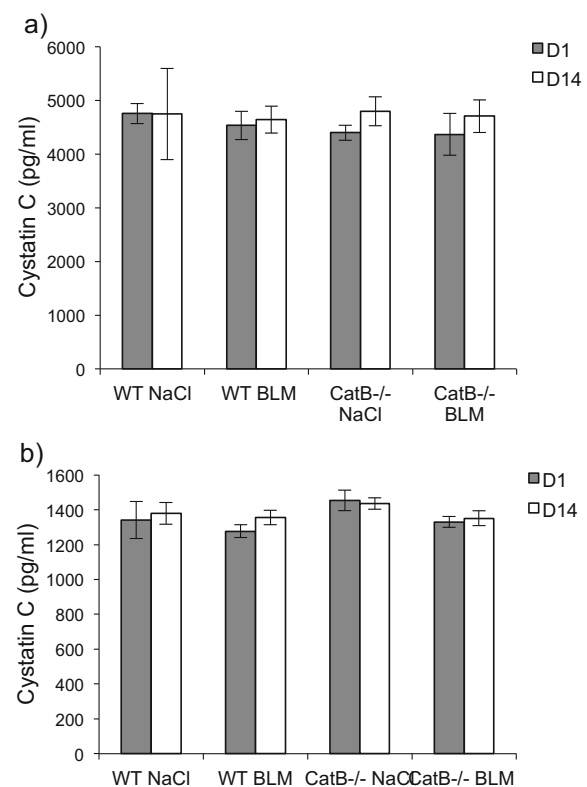 a)
D1
D14
Cystatin C (pg/ml)
6000
5000
4000
3000
2000
1000
0
WT NaCl
WT BLM
CatB-/-
NaCl
CatB-/-
BLM
b)
D1
D14
Cystatin C (pg/ml)
1600
1400
1200
1000
800
600
400
200
0
WT NaCl
WT BLM
CatB-/- NaCl
CatB-/- BLM